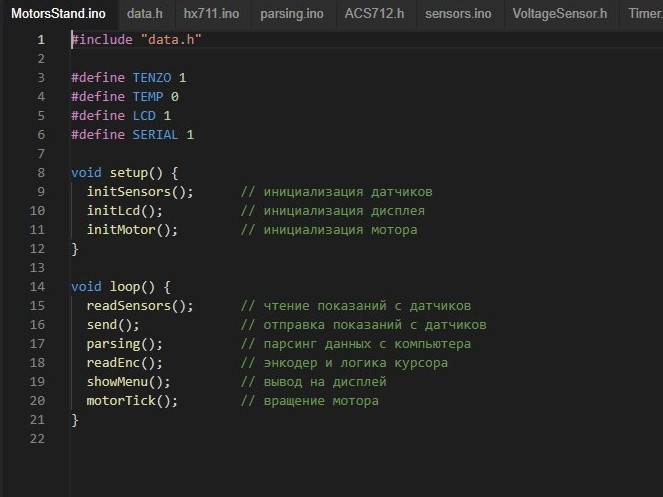 MotorsStand.ino data.h hx711.ino parsing.ino ACS712.h sensors.ino VoltageSensor.h Timer.
1 #include "data.h"
2
3 #define TENZO 1
4 #define TEMP 0
5 #define LCD 1
6 #define SERIAL 1
7
8 void setup() {
9 initSensors(); // инициализация датчиков
10 initLcd(); // инициализация дисплея
11 initMotor(); // инициализация мотора
12 }
13
14 void loop() {
15 readSensors(); // чтение показаний с датчиков
16 send(); // отправка показаний с датчиков
17 parsing(); // парсинг данных с компьютера
18 readEnc(); // энкодер и логика курсора
19 showMenu(); // вывод на дисплей
20 motorTick(); // вращение мотора
21 }
22